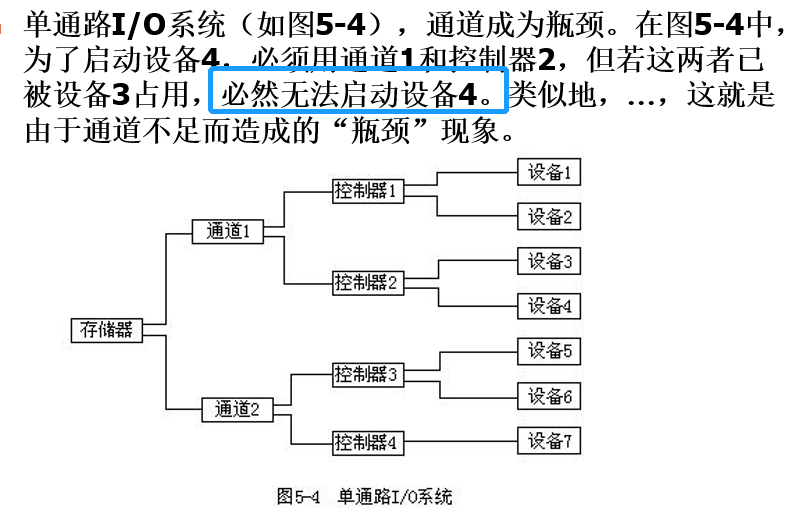 单通路I/O系统（如图5-4），通道成为瓶颈。在图5-4中，
为了启动设备4，必须用通道1和控制器2，但若这两者已
被设备3占用，必然无法启动设备4。类似地，...，这就是
由于通道不足而造成的“瓶颈”现象。
设备1
控制器1
设备2
通道1
设备3
控制器2
设备4
存储器
设备5
控制器3
设备6
通道2
设备7
控制器4
图5-4 单通路I/O系统